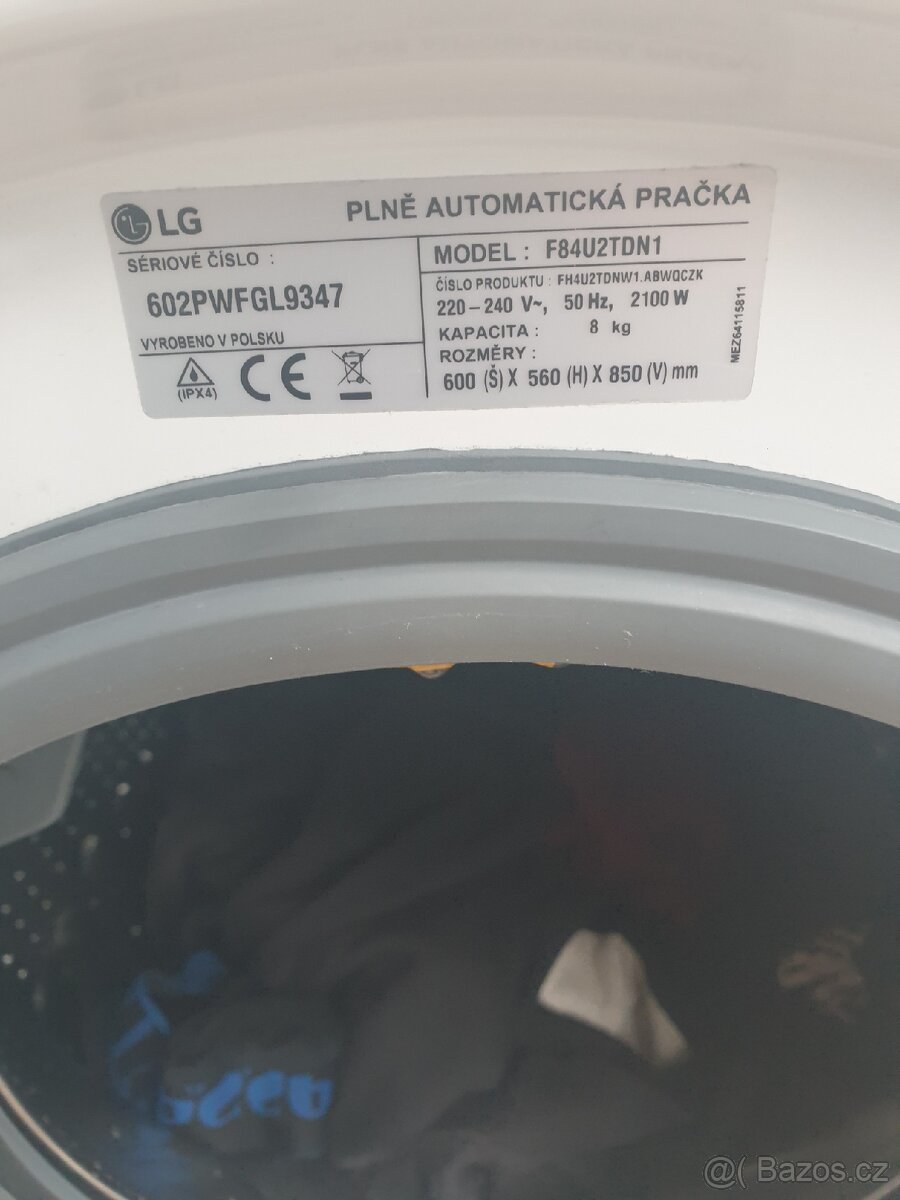 LG PLNĚ AUTOMATICKÁ PRAČKA
SÉRIOVÉ ČÍSLO :
602PWFGL9347
VYROBENO V POLSKU
(IPX4) CE
MODEL : F84U2TDN1
ČÍSLO PRODUKTU : FH4U2TDNW1.ABWQCZK
220-240 V~, 50 Hz, 2100 W
KAPACITA : 8 kg
ROZMĚRY :
600 (Š) X 560 (H) X 850 (V) mm
MEZ64115811
@( Bazos.cz